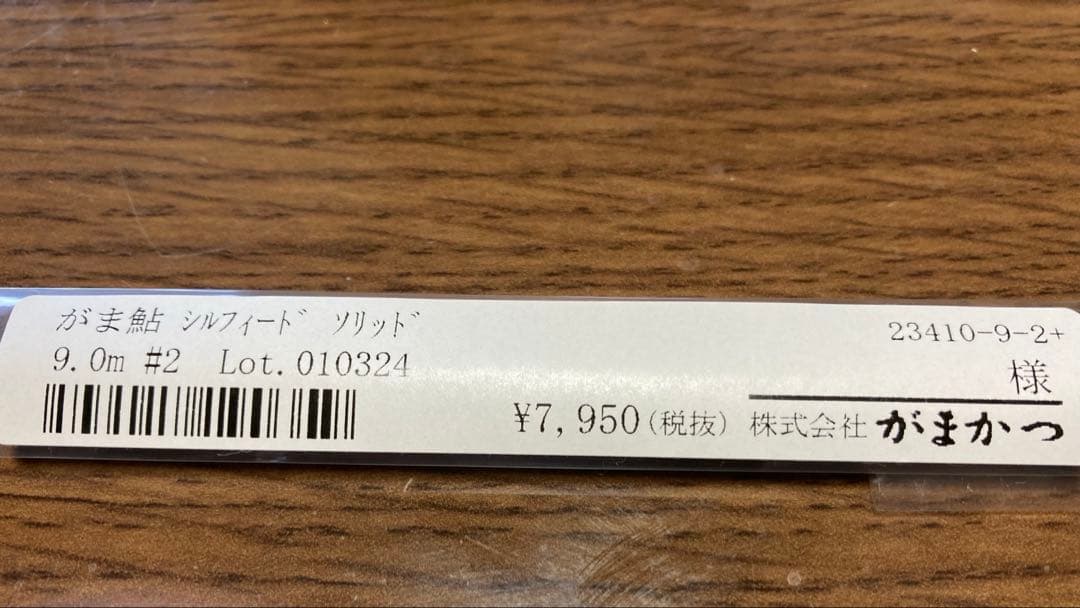 がま鮎 シルフィード ソリッド
23410-9-2+
9.0m #2 Lot.010324
様
¥7,950(税抜) 株式会社 がまかつ